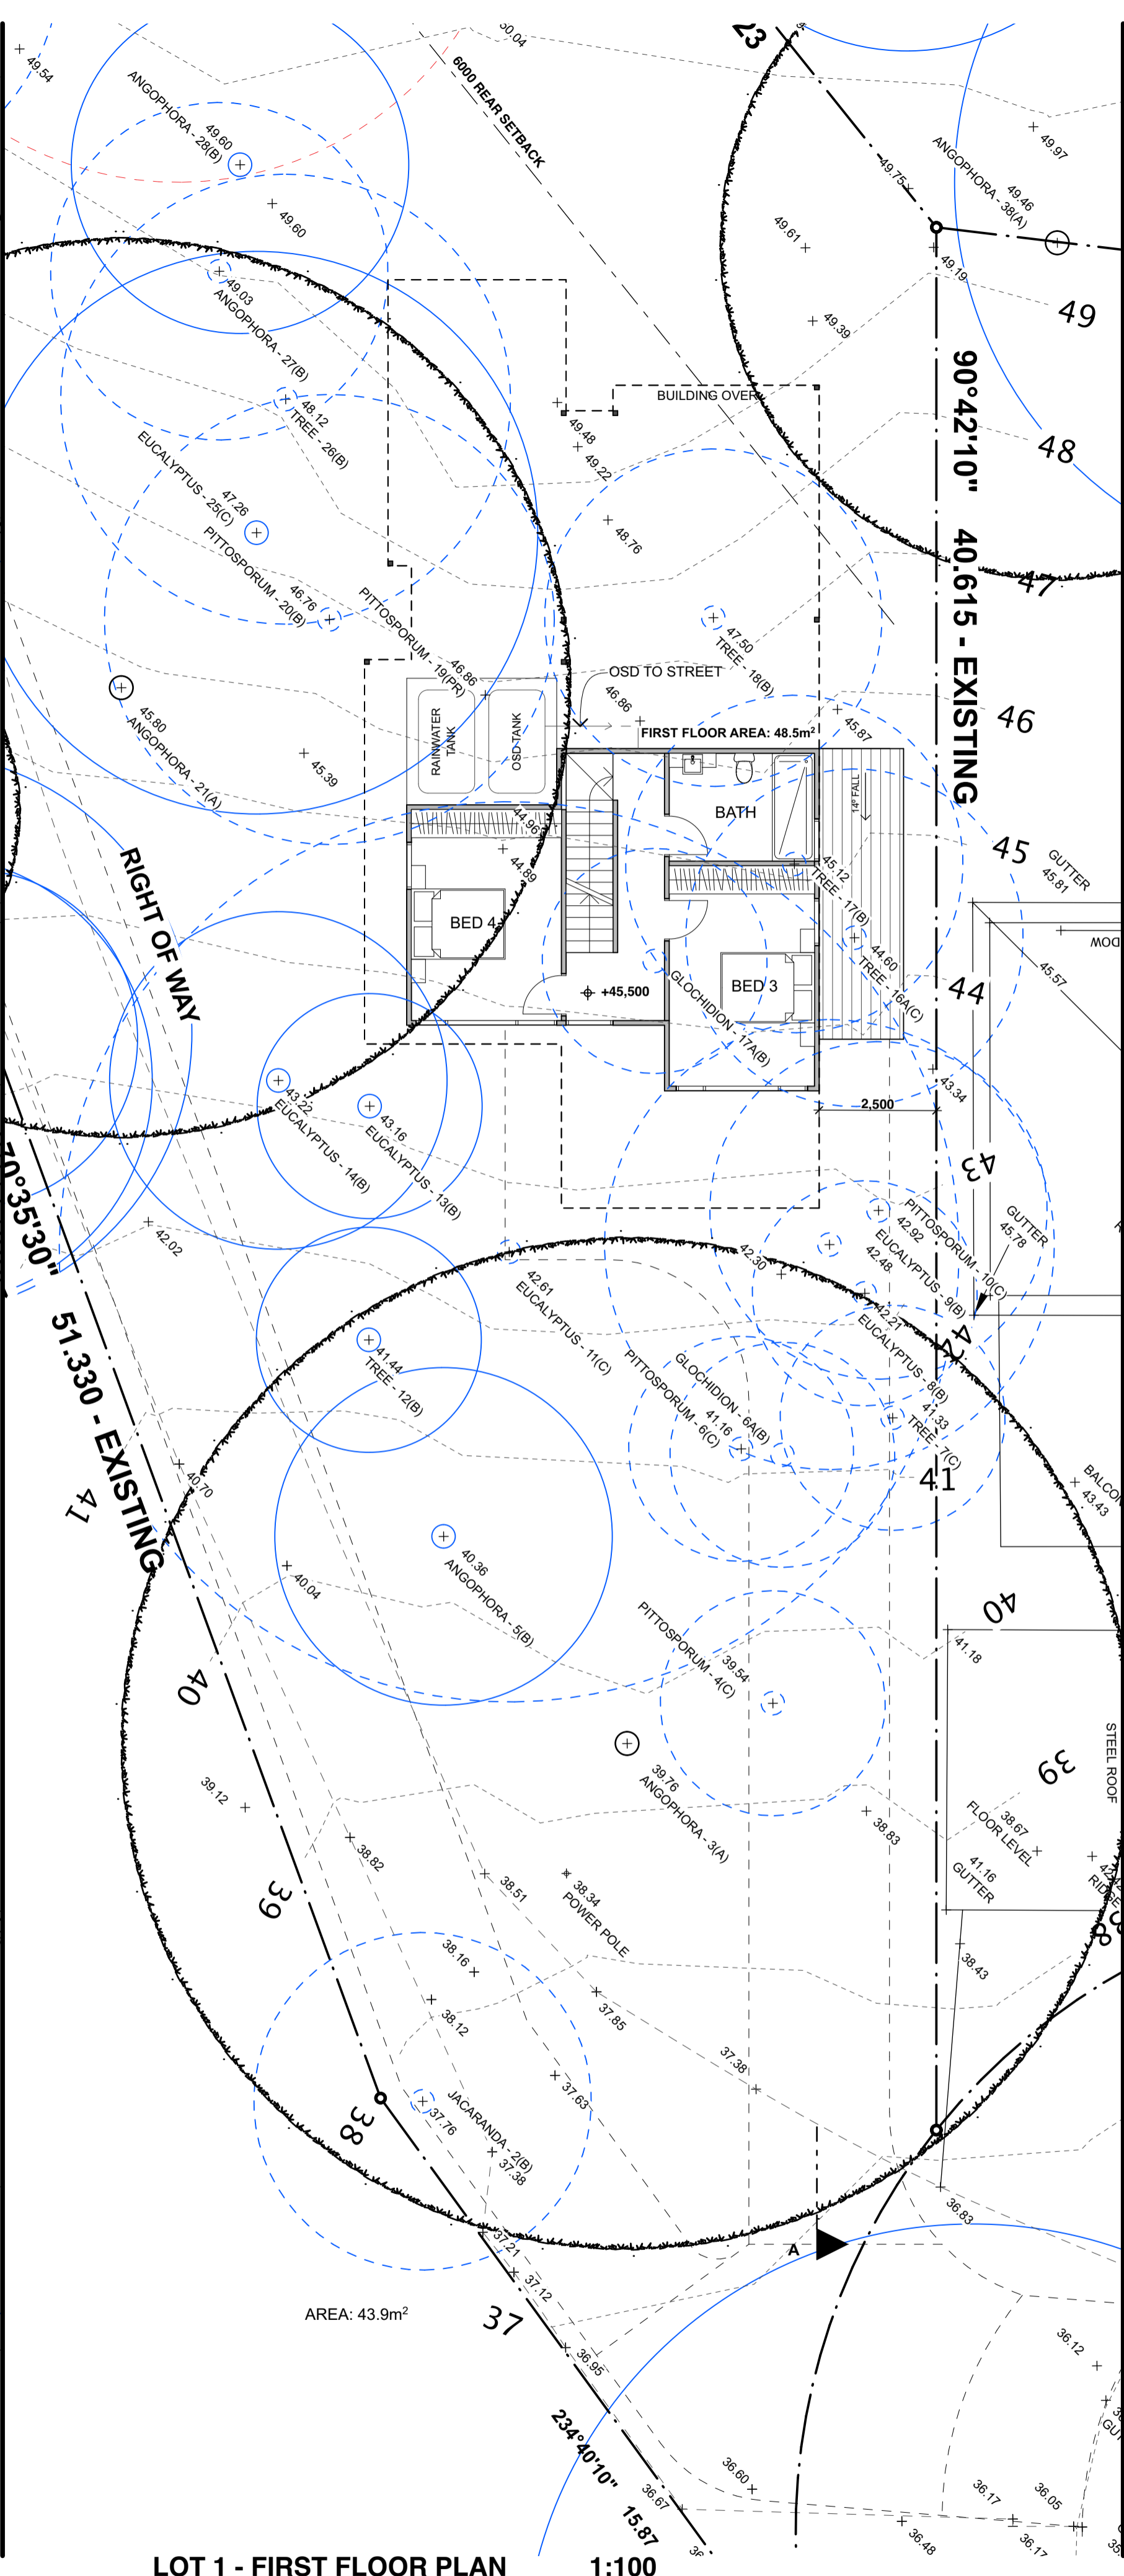 49.54
50.04
23
6000 REAR SETBACK
ANGOPHORA - 28(B)
49.60
49.60
49.97
49.46
ANGOPHORA - 38(A)
49.75
49.61
49.19
49.39
49
49.03
ANGOPHORA - 27(B)
90°42'10" 40.615 - EXISTING
BUILDING OVER
48.12
TREE - 26(B)
49.48
49.22
48
EUCALYPTUS - 25(C)
47.26
48.76
PITTOSPORUM - 20(B)
46.76
47
PITTOSPORUM - 19(PR)
46.86
47.50
TREE - 18(B)
OSD TO STREET
46.86
45.80
ANGOPHORA - 21(A)
45.39
RAINWATER
TANK
OSD TANK
FIRST FLOOR AREA: 48.5m²
45.87
46
14° FALL
BATH
44.96
44.89
45.12
TREE - 17(B)
45
GUTTER
45.81
RIGHT OF WAY
BED 4
BED 3
44.60
TREE - 16A(C)
DOW
45.57
44
+45,500
GLOCHIDION - 17A(B)
43.34
2,500
43.22
EUCALYPTUS - 14(B)
43.16
EUCALYPTUS - 13(B)
43
70°35'30" 51.330 - EXISTING
42.02
PITTOSPORUM - 10(C)
42.92
EUCALYPTUS - 9(B)
42.48
GUTTER
45.78
42.30
42.61
EUCALYPTUS - 11(C)
42.21
EUCALYPTUS - 8(B)
42
41.44
TREE - 12(B)
GLOCHIDION - 6A(B)
PITTOSPORUM - 6(C)
41.16
41.33
TREE - 7(C)
41
40.70
41
43.43
40.36
ANGOPHORA - 5(B)
40.04
40
PITTOSPORUM - 4(C)
39.54
41.18
40
39.76
ANGOPHORA - 3(A)
STEEL ROOF
39
39.12
38.83
38.67
FLOOR LEVEL
38.82
41.16
GUTTER
38.51
38.34
POWER POLE
39
38.16
38.43
38.12
37.85
37.38
37.63
JACARANDA - 2(B)
37.76
37.38
38
36.83
37.21
A
37.12
AREA: 43.9m²
37
36.95
36.12
234°40'10" 15.87
36.60
36.67
36.17
36.05
36.48
36.17
LOT 1 - FIRST FLOOR PLAN 1:100